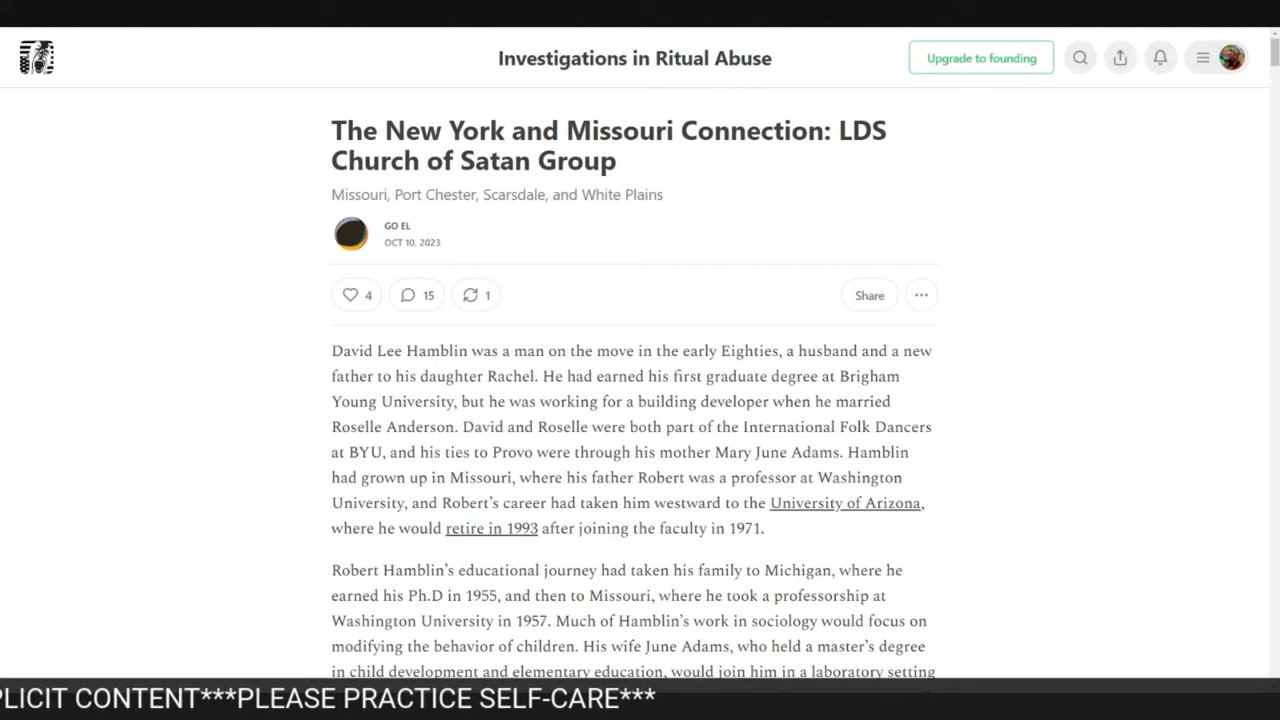 Investigations in Ritual Abuse
Upgrade to founding
The New York and Missouri Connection: LDS
Church of Satan Group
Missouri, Port Chester, Scarsdale, and White Plains
GO EL
OCT 10, 2023
4
15
1
Share
David Lee Hamblin was a man on the move in the early Eighties, a husband and a new
father to his daughter Rachel. He had earned his first graduate degree at Brigham
Young University, but he was working for a building developer when he married
Roselle Anderson. David and Roselle were both part of the International Folk Dancers
at BYU, and his ties to Provo were through his mother Mary June Adams. Hamblin
had grown up in Missouri, where his father Robert was a professor at Washington
University, and Robert’s career had taken him westward to the University of Arizona,
where he would retire in 1993 after joining the faculty in 1971.
Robert Hamblin’s educational journey had taken his family to Michigan, where he
earned his Ph.D in 1955, and then to Missouri, where he took a professorship at
Washington University in 1957. Much of Hamblin’s work in sociology would focus on
modifying the behavior of children. His wife June Adams, who held a master’s degree
in child development and elementary education, would join him in a laboratory setting
PLICIT CONTENT***PLEASE PRACTICE SELF-CARE***